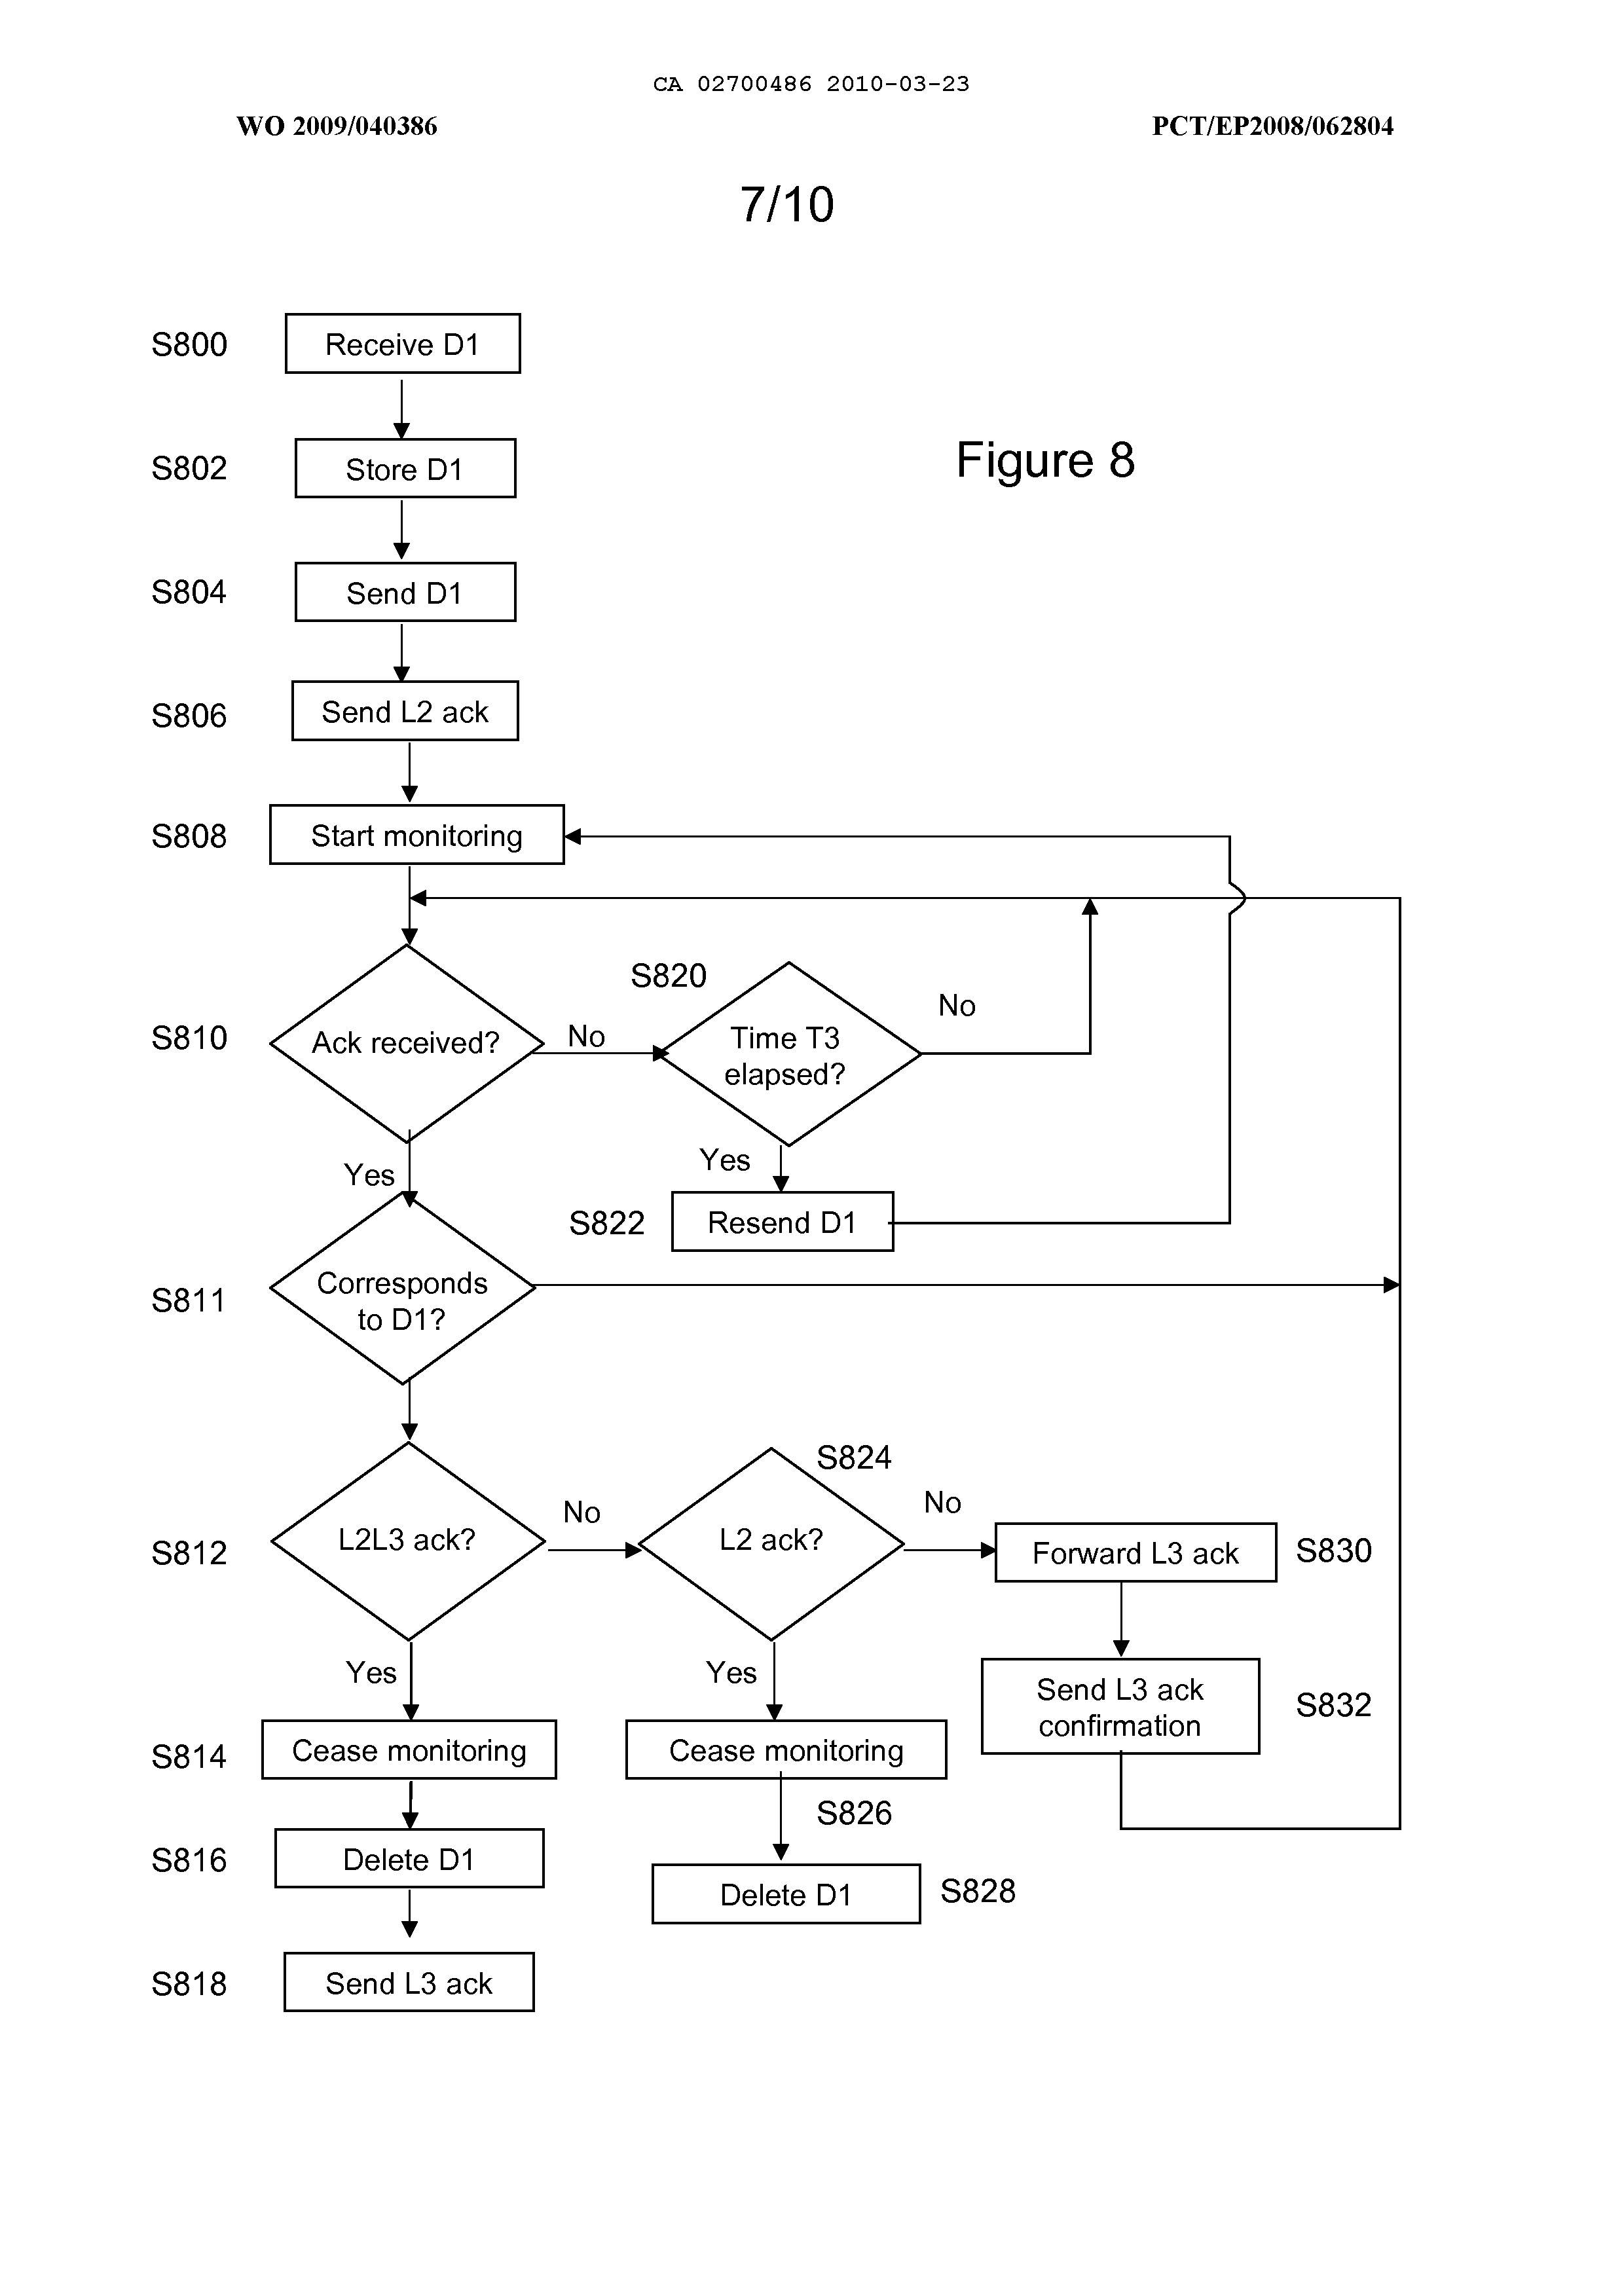 CA 02700486 2010-03-23
WO 2009/040386
PCT/EP2008/062804
7/10
S800
Receive D1
S802
Store D1
Figure 8
S804
Send D1
S806
Send L2 ack
S808
Start monitoring
S820
No
S810
Ack received?
No
Time T3
elapsed?
Yes
Yes
S822
Resend D1
S811
Corresponds
to D1?
S824
No
No
S812
L2L3 ack?
L2 ack?
Forward L3 ack
S830
Yes
Yes
Send L3 ack
confirmation
S832
S814
Cease monitoring
Cease monitoring
S826
S816
Delete D1
Delete D1
S828
S818
Send L3 ack